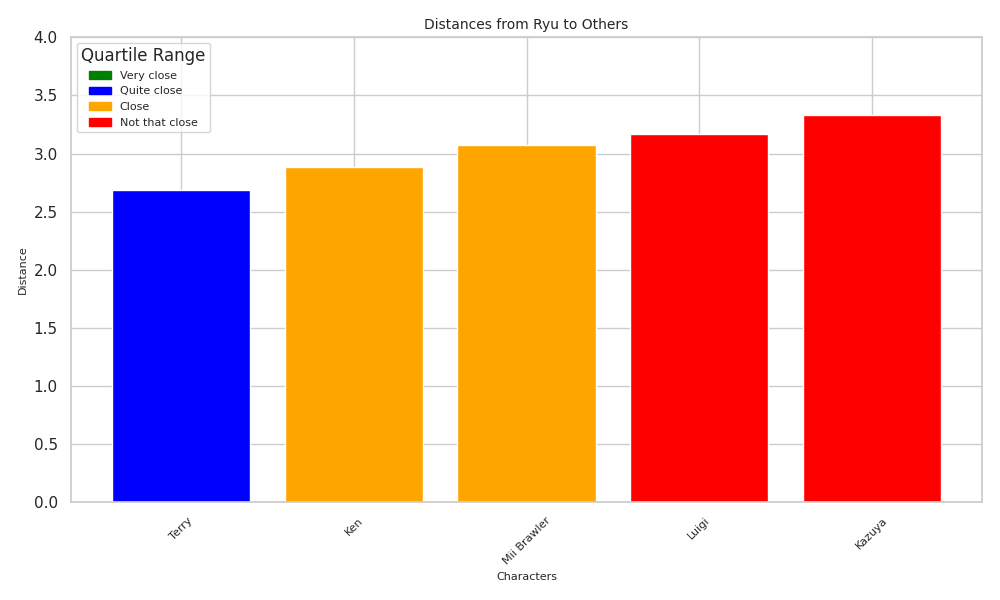 Distances from Ryu to Others
4.0
3.5
3.0
2.5
2.0
1.5
1.0
0.5
0.0
Distance
Quartile Range
Very close
Quite close
Close
Not that close
Terry
Ken
Mii Brawler
Luigi
Kazuya
Characters